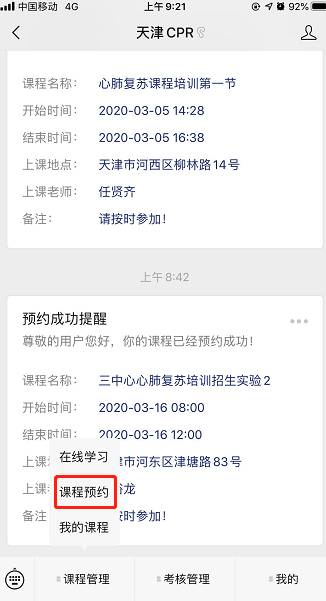 中国移动 4G 上午 9:21 92%
天津CPR
课程名称： 心肺复苏课程培训第一节
开始时间： 2020-03-05 14:28
结束时间： 2020-03-05 16:38
上课地点： 天津市河西区柳林路14号
上课老师： 任贤齐
备注： 请按时参加！
上午 8:42
预约成功提醒
尊敬的用户您好，你的课程已经预约成功！
课程名称： 三中心心肺复苏培训招生实验2
开始时间： 2020-03-16 08:00
结束时间： 2020-03-16 12:00
上课 津市河东区津塘路83号
上课 龙
备注 按时参加！
在线学习
课程预约
我的课程
课程管理
考核管理
我的